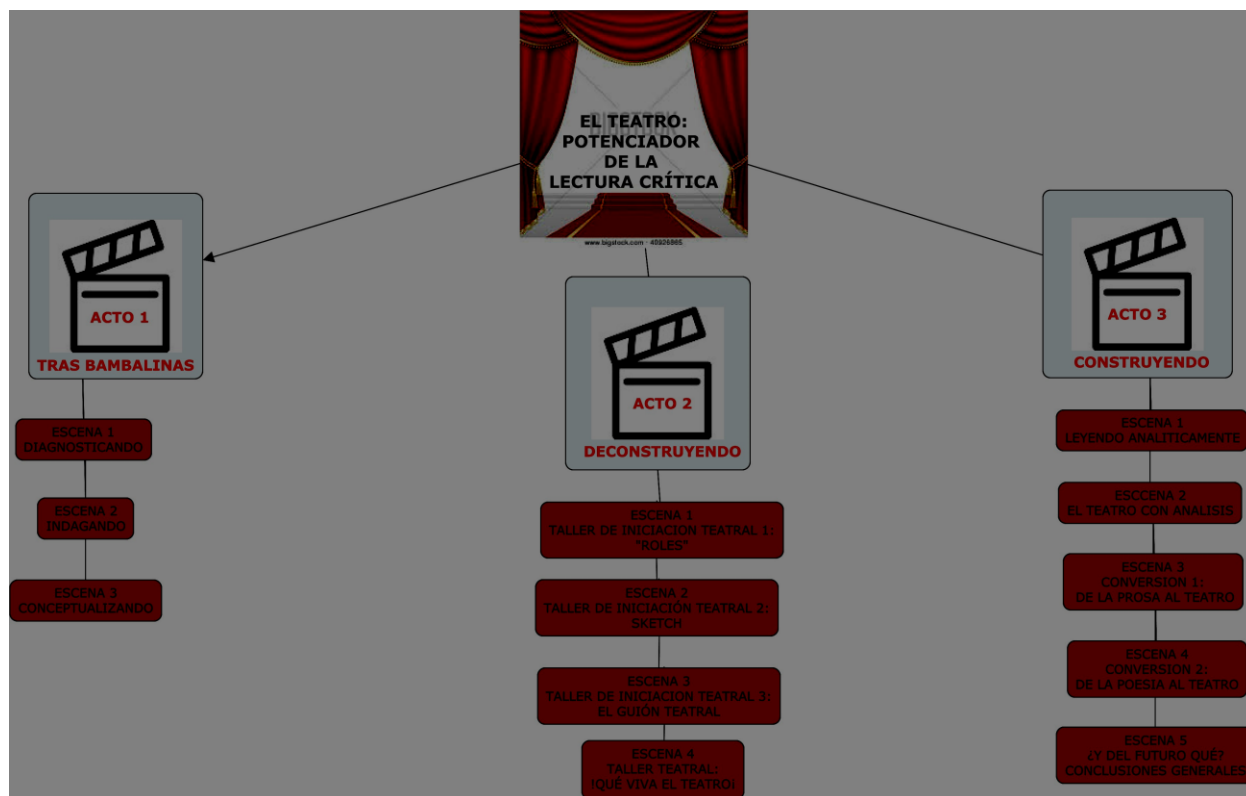 EL TEATRO:
POTENCIADOR
DE LA
LECTURA CRÍTICA
www.bigstock.com · 40926865
ACTO 1
TRAS BAMBALINAS
ESCENA 1
DIAGNOSTICANDO
ESCENA 2
INDAGANDO
ESCENA 3
CONCEPTUALIZANDO
ACTO 2
DECONSTRUYENDO
ESCENA 1
TALLER DE INICIACION TEATRAL 1:
"ROLES"
ESCENA 2
TALLER DE INICIACIÓN TEATRAL 2:
SKETCH
ESCENA 3
TALLER DE INICIACION TEATRAL 3:
EL GUIÓN TEATRAL
ESCENA 4
TALLER TEATRAL:
¡QUÉ VIVA EL TEATRO¡
ACTO 3
CONSTRUYENDO
ESCENA 1
LEYENDO ANALITICAMENTE
ESCCENA 2
EL TEATRO CON ANALISIS
ESCENA 3
CONVERSION 1:
DE LA PROSA AL TEATRO
ESCENA 4
CONVERSION 2:
DE LA POESIA AL TEATRO
ESCENA 5
¿Y DEL FUTURO QUÉ?
CONCLUSIONES GENERALES